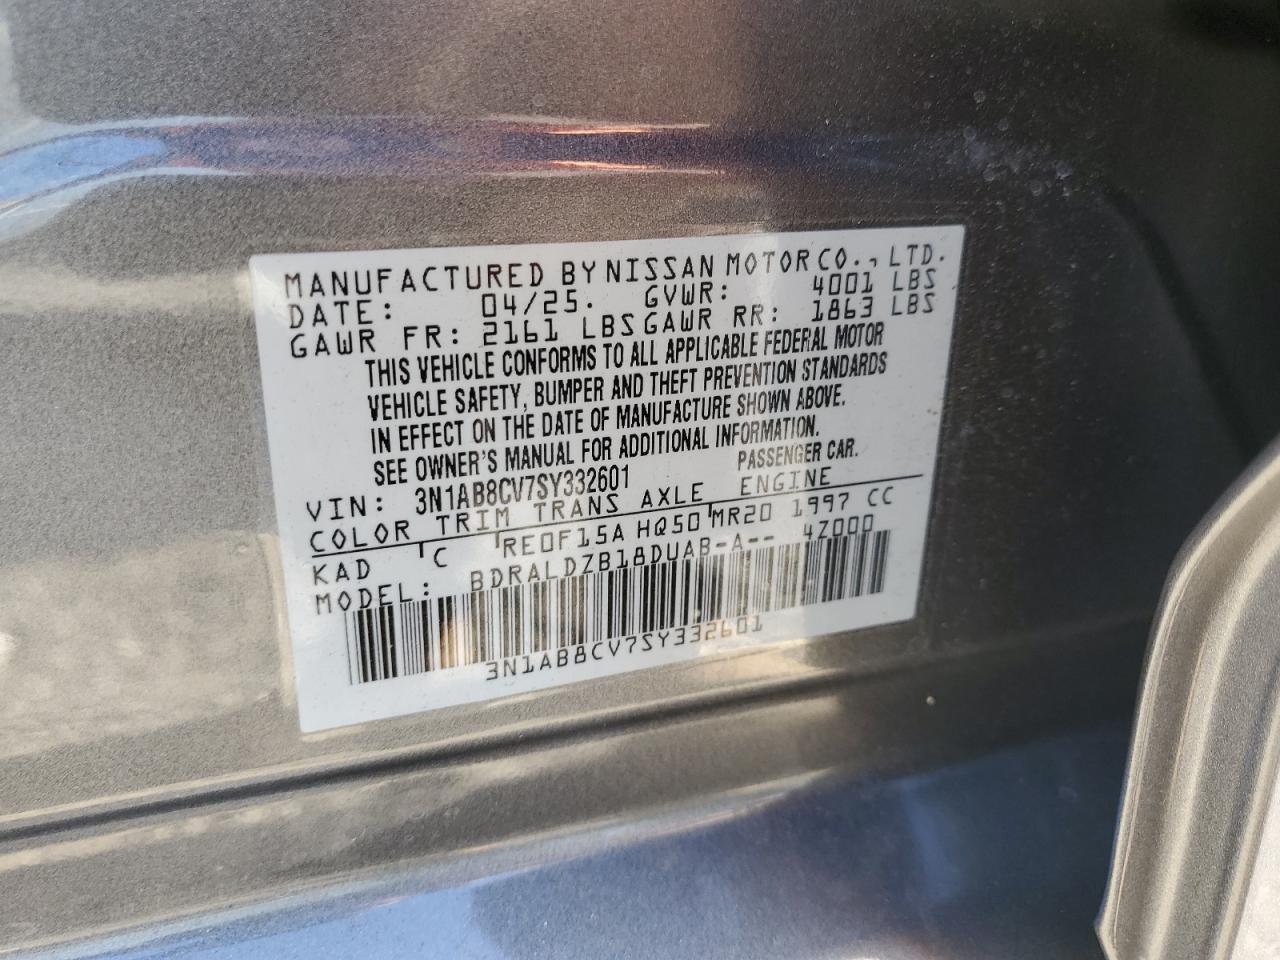 MANUFACTURED BY NISSAN MOTOR CO., LTD.
DATE: 04/25. GVWR: 4001 LBS
GAWR FR: 2161 LBS GAWR RR: 1863 LBS
THIS VEHICLE CONFORMS TO ALL APPLICABLE FEDERAL MOTOR
VEHICLE SAFETY, BUMPER AND THEFT PREVENTION STANDARDS
IN EFFECT ON THE DATE OF MANUFACTURE SHOWN ABOVE.
SEE OWNER'S MANUAL FOR ADDITIONAL INFORMATION.
VIN: 3N1AB8CV7SY332601 PASSENGER CAR.
COLOR TRIM TRANS AXLE ENGINE
KAD C RE0F15A HQ50 MR20 1997 CC
MODEL: BDRALDZB18DUAB-A-- 4Z000
3N1AB8CV7SY332601